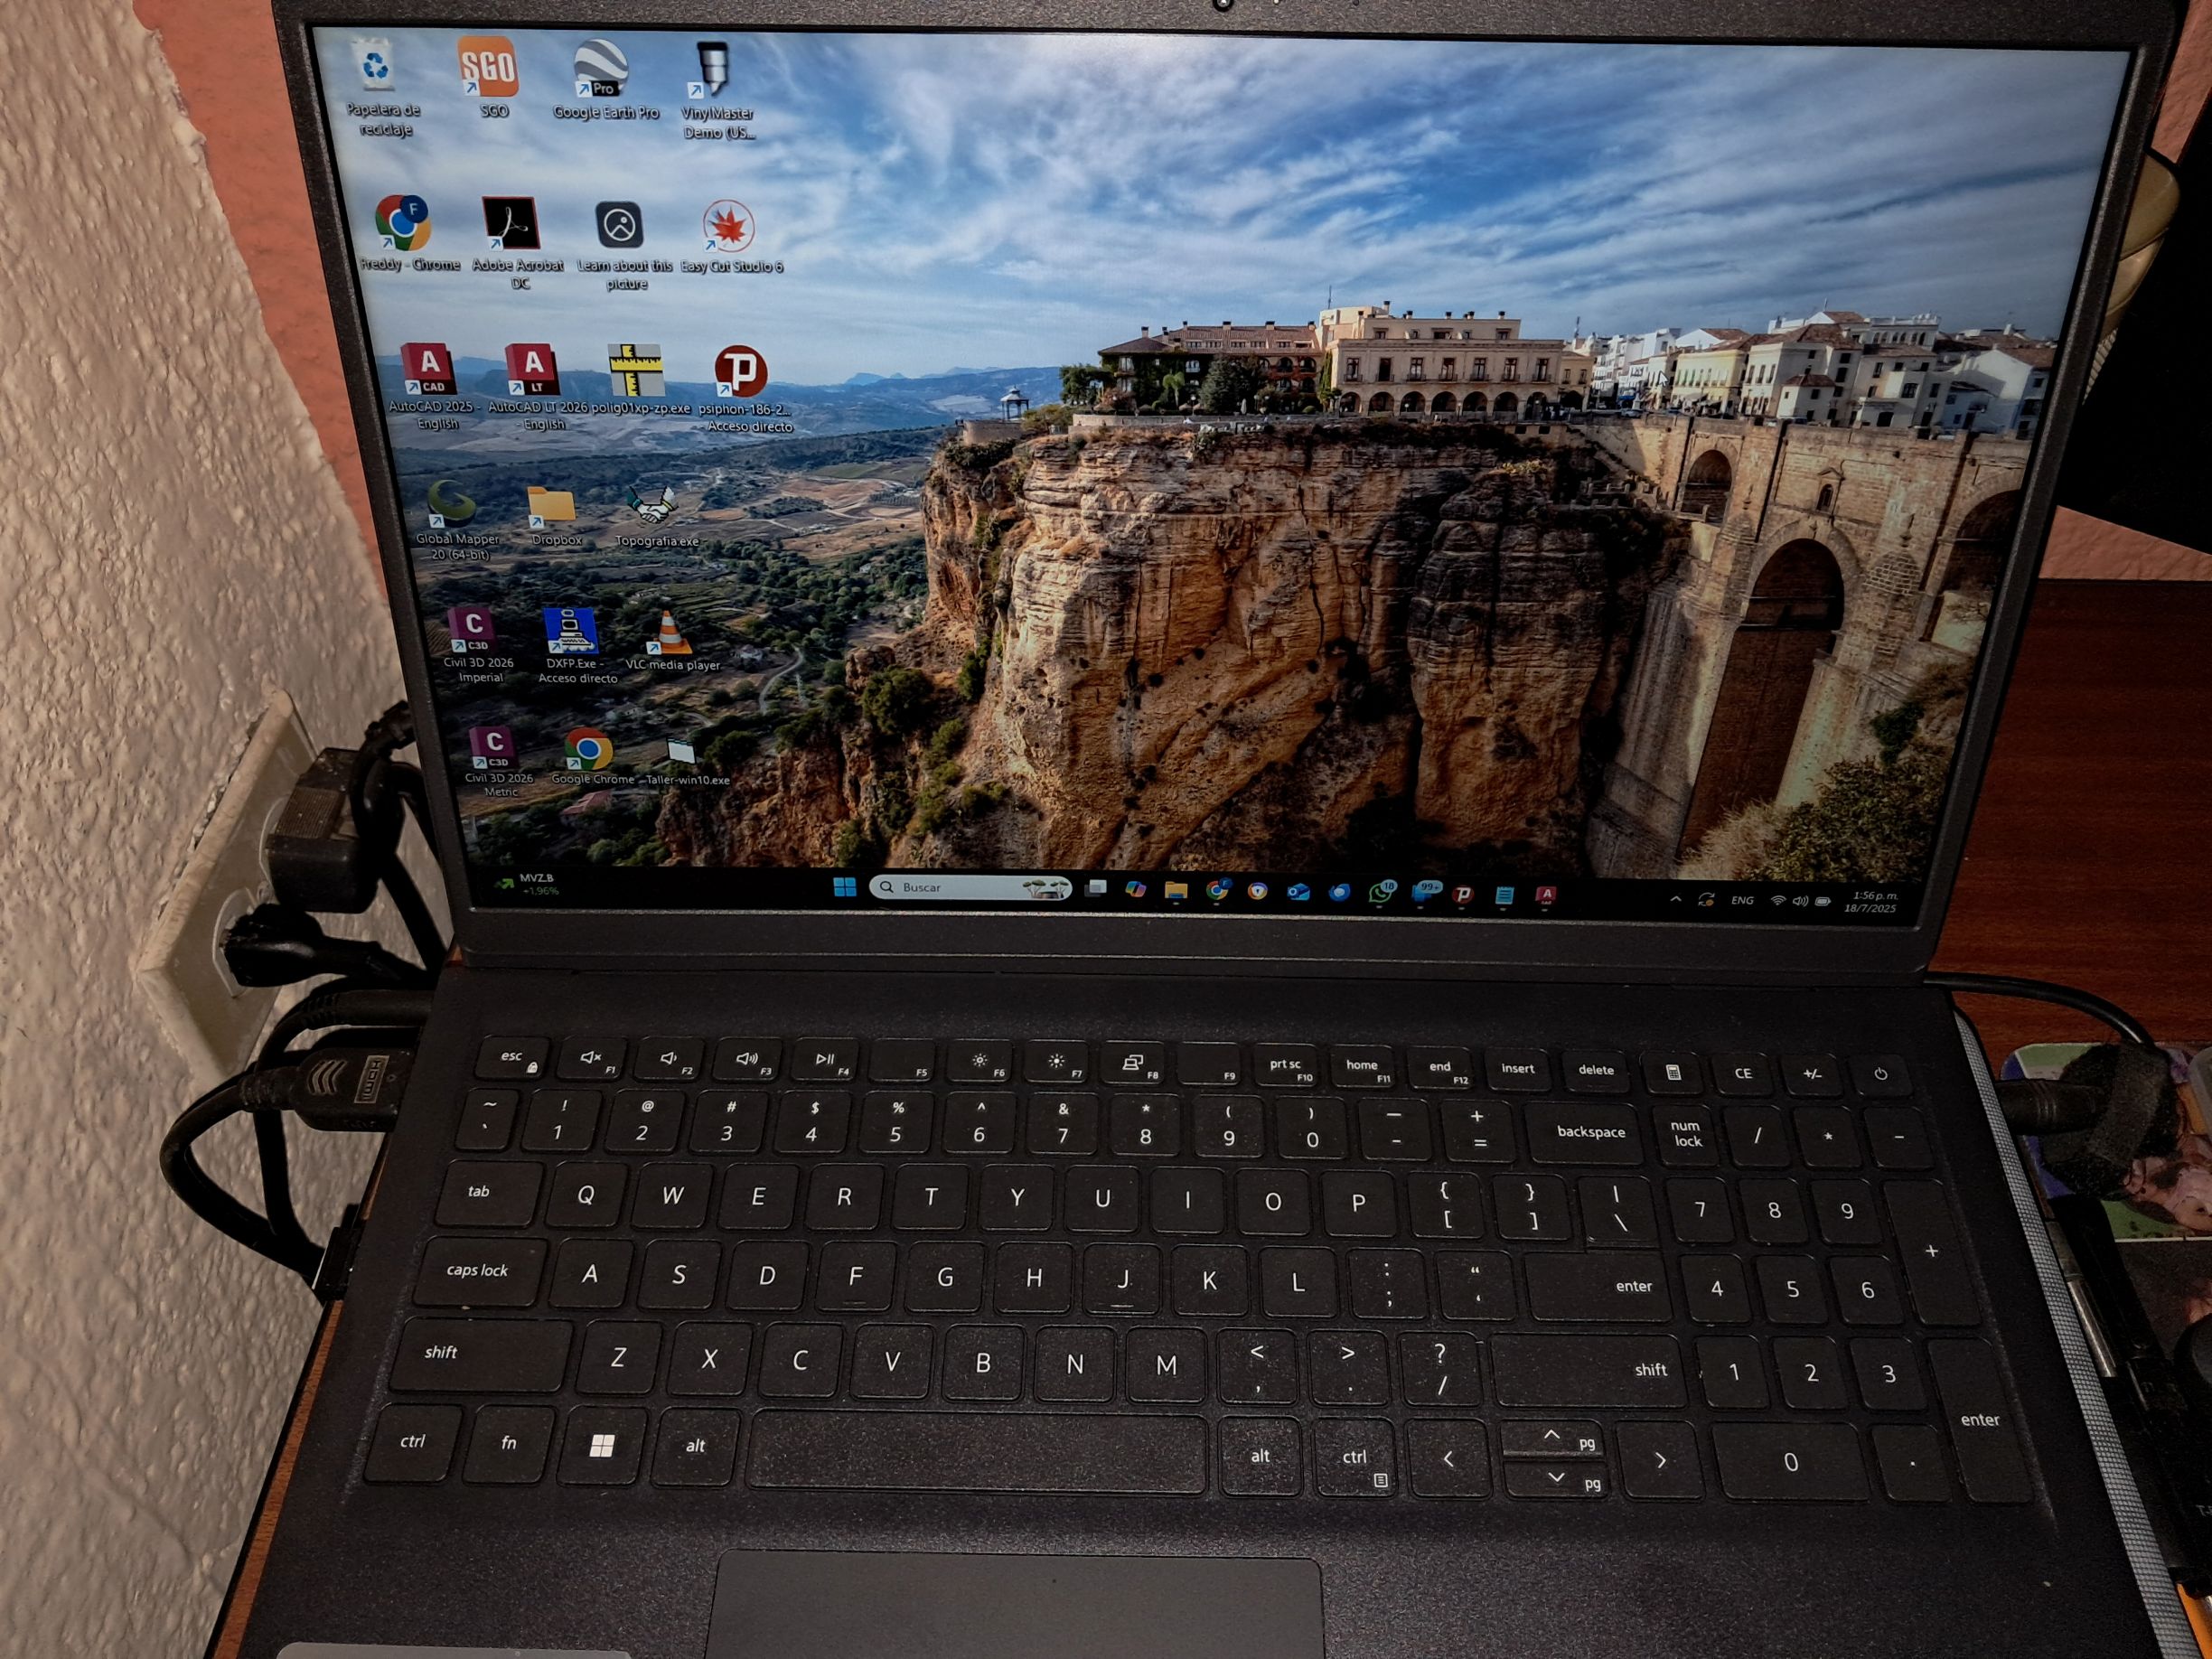 Papelera de
reciclaje
SGO
SGO
Pro
Google Earth Pro
VinylMaster
Demo (US...
F
Freddy - Chrome
Adobe Acrobat
DC
Learn about this
picture
Easy Cut Studio 6
A
CAD
AutoCAD 2025 -
English
A
LT
AutoCAD LT 2026
- English
polig01xp-zp.exe
P
psiphon-186-2...
Acceso directo
Global Mapper
20 (64-bit)
Dropbox
Topografia.exe
C
C3D
Civil 3D 2026
Imperial
DXFP.Exe -
Acceso directo
VLC media player
C
C3D
Civil 3D 2026
Metric
Google Chrome
Taller-win10.exe
MVZ.B
+1,96%
Buscar
18
99+
P
A
ENG
1:56 p.m.
18/7/2025
HDMI
esc F1 F2 F3 F4 F5 F6 F7 F8 F9 prt sc F10 home F11 end F12 insert delete CE +/-
~ ` ! 1 @ 2 # 3 $ 4 % 5 ^ 6 & 7 * 8 ( 9 ) 0 — - + = backspace num lock / * -
tab Q W E R T Y U I O P { [ } ] | \ 7 8 9 +
caps lock A S D F G H J K L : ; “ ‘ enter 4 5 6
shift Z X C V B N M < , > . ? / shift 1 2 3 enter
ctrl fn alt alt ctrl < ^ pg pg > 0 .